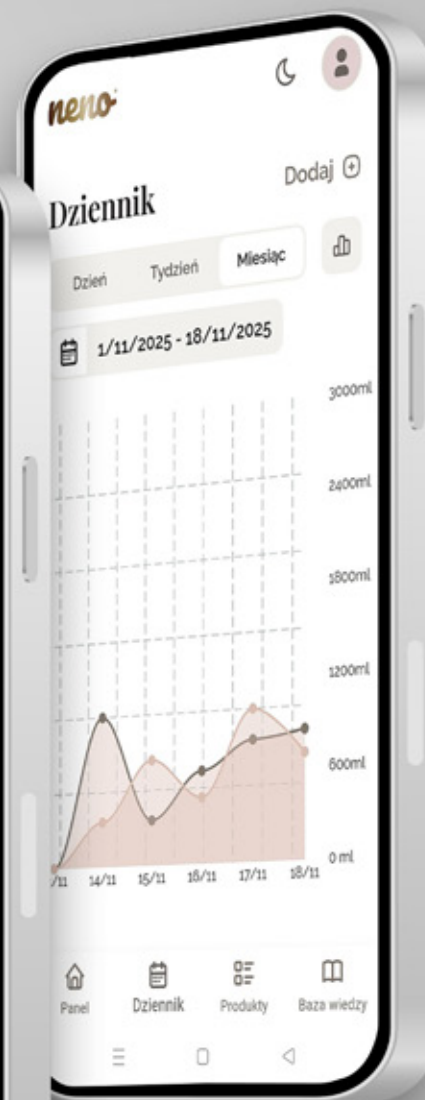 neno
Dodaj
Dziennik
Dzień Tydzień Miesiąc
1/11/2025 - 18/11/2025
3000ml
2400ml
1800ml
1200ml
600ml
0 ml
/11 14/11 15/11 16/11 17/11 18/11
Panel Dziennik Produkty Baza wiedzy